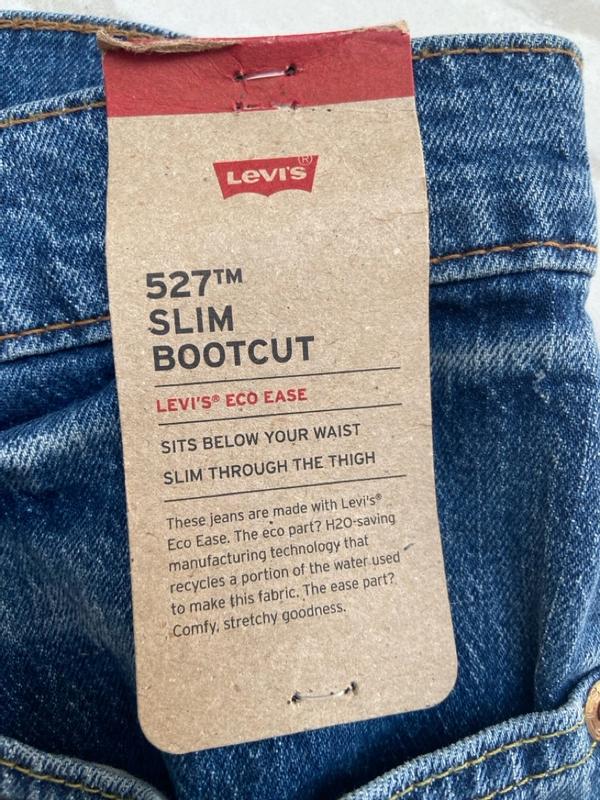 LEVI'S®
527™
SLIM
BOOTCUT
LEVI'S® ECO EASE
SITS BELOW YOUR WAIST
SLIM THROUGH THE THIGH
These jeans are made with Levi's®
Eco Ease. The eco part? H2O-saving
manufacturing technology that
recycles a portion of the water used
to make this fabric. The ease part?
Comfy, stretchy goodness.